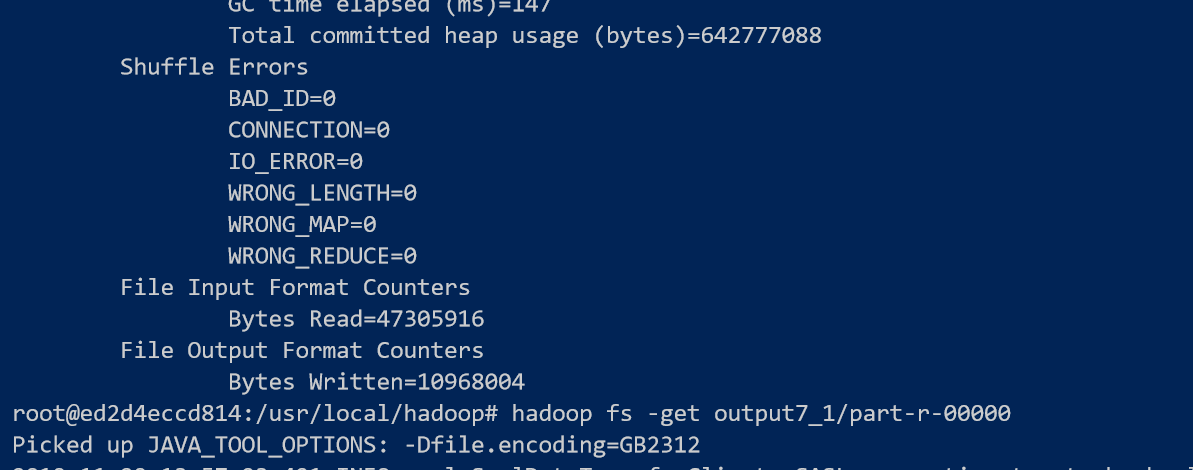 GC time elapsed (ms)=147
Total committed heap usage (bytes)=642777088
Shuffle Errors
BAD_ID=0
CONNECTION=0
IO_ERROR=0
WRONG_LENGTH=0
WRONG_MAP=0
WRONG_REDUCE=0
File Input Format Counters
Bytes Read=47305916
File Output Format Counters
Bytes Written=10968004
root@ed2d4eccd814:/usr/local/hadoop# hadoop fs -get output7_1/part-r-00000
Picked up JAVA_TOOL_OPTIONS: -Dfile.encoding=GB2312